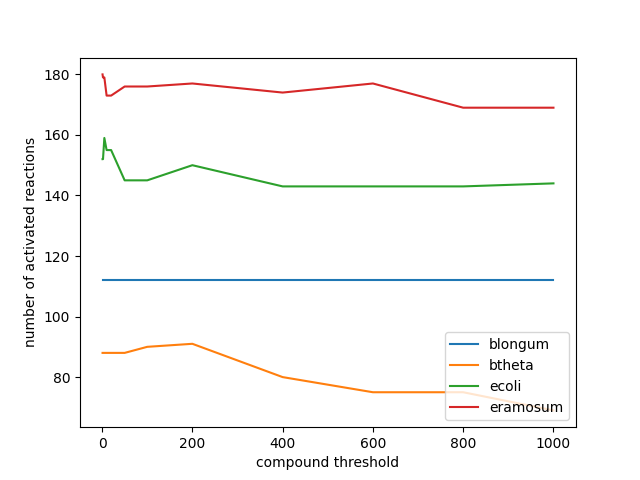 180
160
140
120
100
80
number of activated reactions
blongum
btheta
ecoli
eramosum
0
200
400
600
800
1000
compound threshold